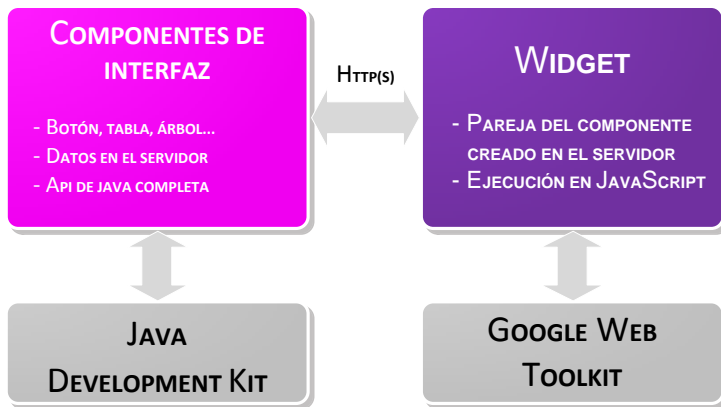 COMPONENTES DE
INTERFAZ
- BOTÓN, TABLA, ÁRBOL...
- DATOS EN EL SERVIDOR
- API DE JAVA COMPLETA
HTTP(S)
WIDGET
- PAREJA DEL COMPONENTE
CREADO EN EL SERVIDOR
- EJECUCIÓN EN JAVASCRIPT
JAVA
DEVELOPMENT KIT
GOOGLE WEB
TOOLKIT